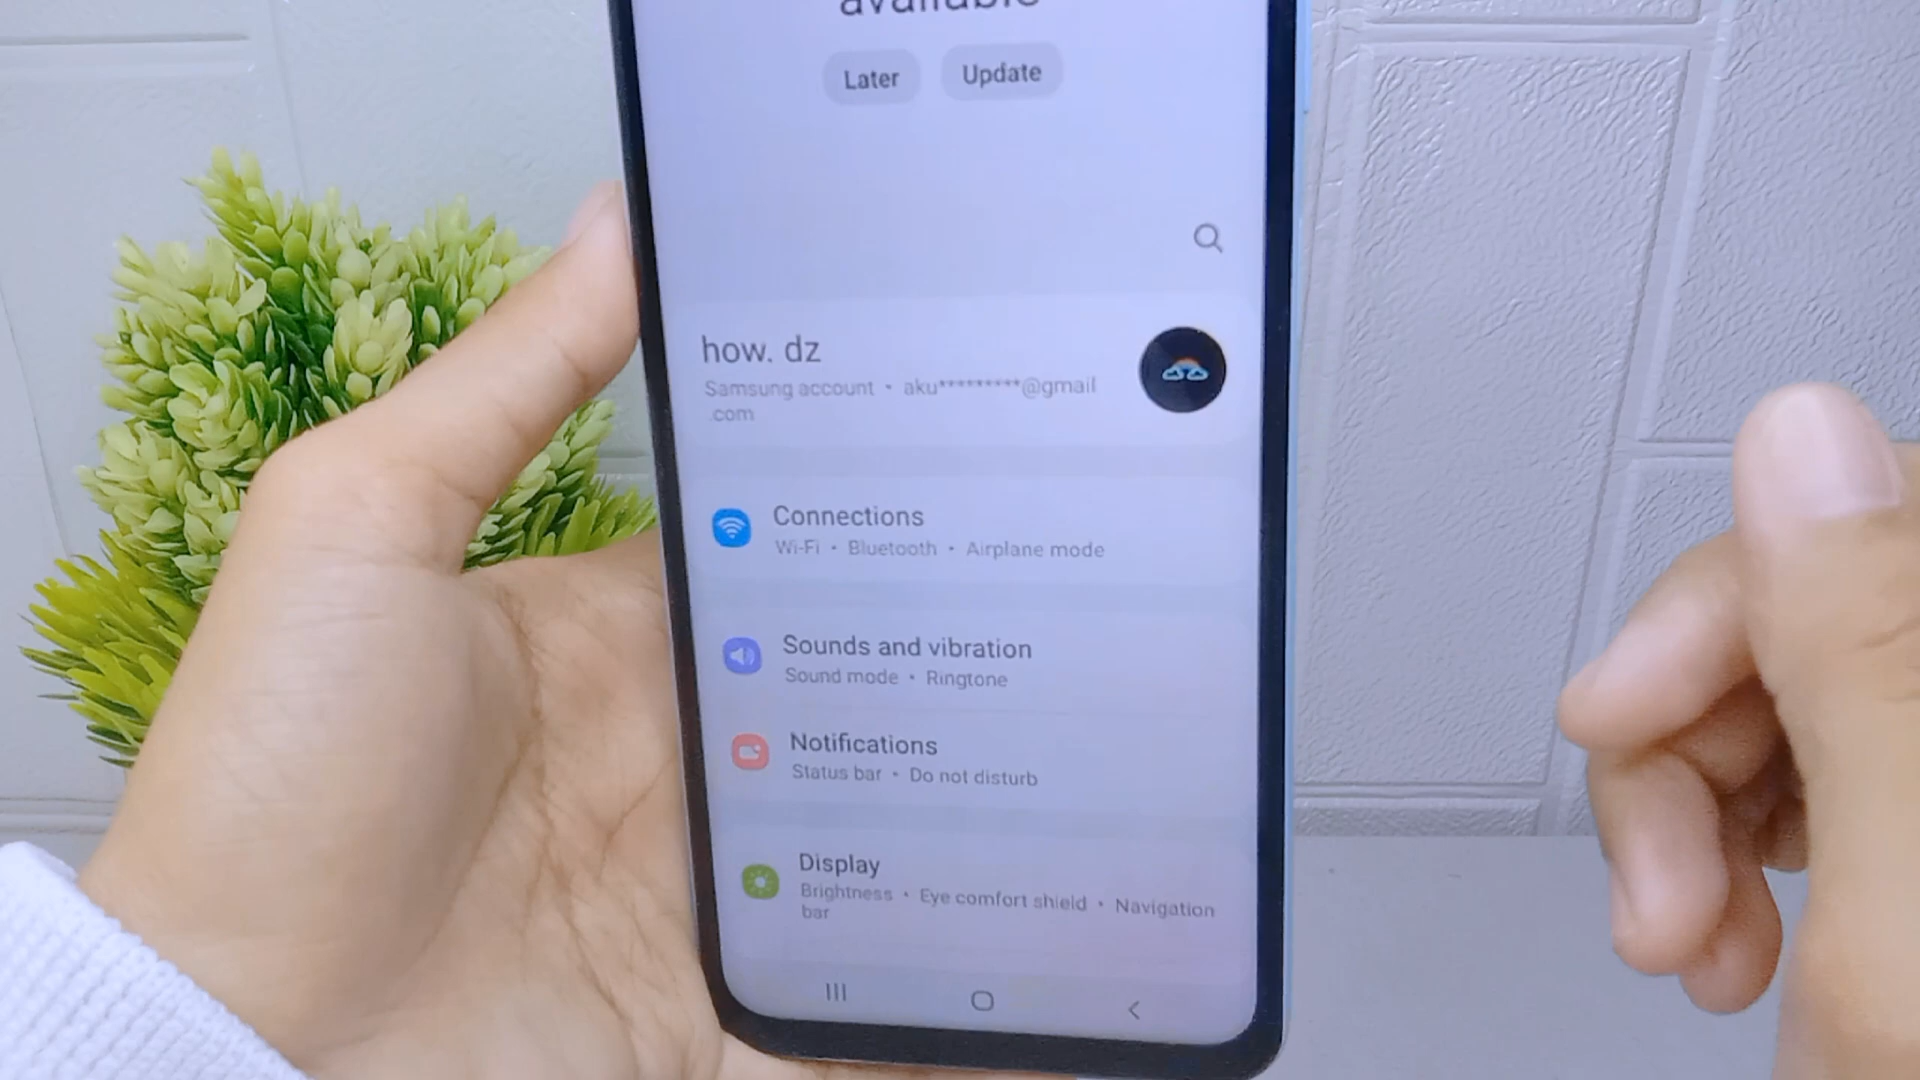 available
Later Update
how. dz
Samsung account • aku*********@gmail
.com
Connections
Wi-Fi • Bluetooth • Airplane mode
Sounds and vibration
Sound mode • Ringtone
Notifications
Status bar • Do not disturb
Display
Brightness • Eye comfort shield • Navigation
bar